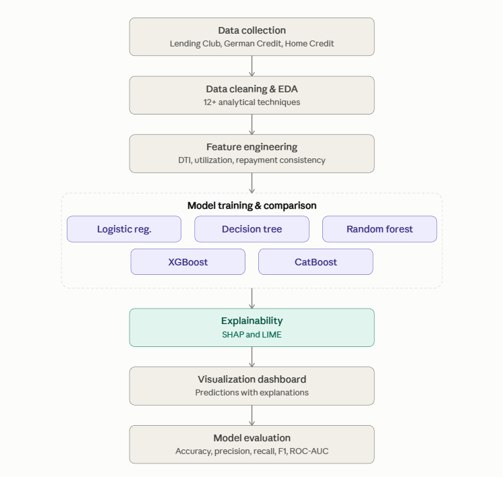 Data collection
Lending Club, German Credit, Home Credit
Data cleaning & EDA
12+ analytical techniques
Feature engineering
DTI, utilization, repayment consistency
Model training & comparison
Logistic reg.
Decision tree
Random forest
XGBoost
CatBoost
Explainability
SHAP and LIME
Visualization dashboard
Predictions with explanations
Model evaluation
Accuracy, precision, recall, F1, ROC-AUC